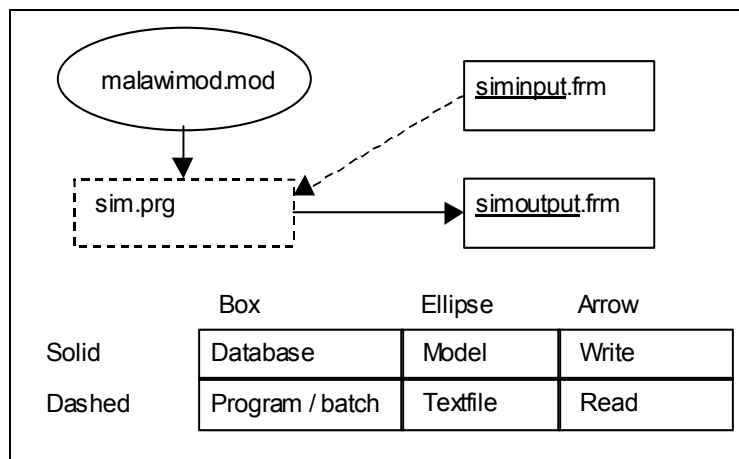 malawimod.mod
siminput.frm
sim.prg
simoutput.frm
Box Ellipse Arrow
Solid Database Model Write
Dashed Program / batch Textfile Read